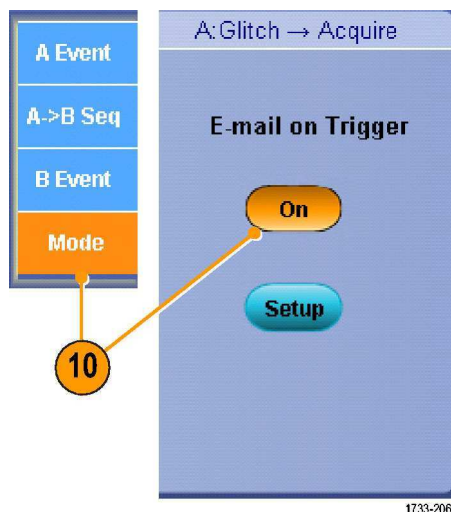 A Event
A->B Seq
B Event
Mode
A:Glitch → Acquire
E-mail on Trigger
On
Setup
10
1733-206